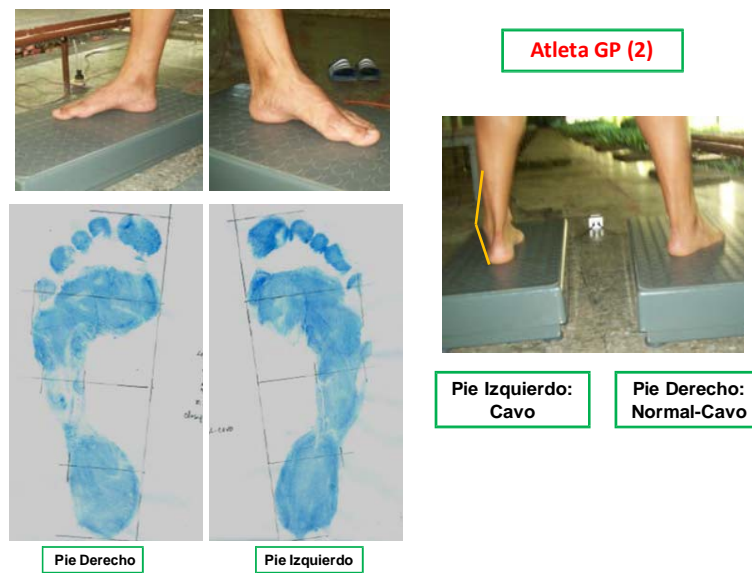 Atleta GP (2)
Pie Izquierdo:
Cavo
Pie Derecho:
Normal-Cavo
Pie Derecho
Pie Izquierdo